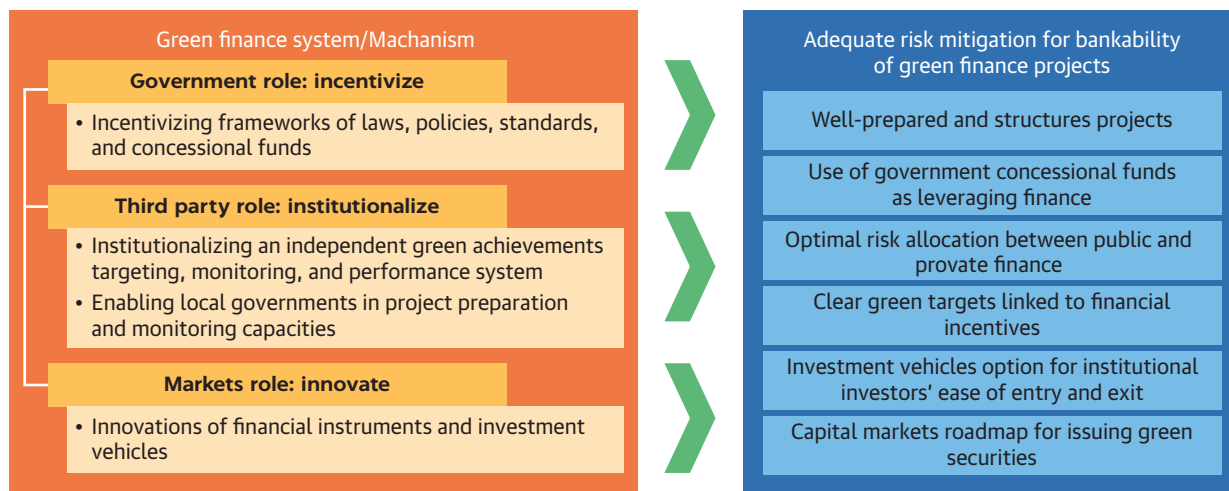 Green finance system/Machanism
Government role: incentivize
• Incentivizing frameworks of laws, policies, standards,
and concessional funds
Third party role: institutionalize
• Institutionalizing an independent green achievements
targeting, monitoring, and performance system
• Enabling local governments in project preparation
and monitoring capacities
Markets role: innovate
• Innovations of financial instruments and investment
vehicles
Adequate risk mitigation for bankability
of green finance projects
Well-prepared and structures projects
Use of government concessional funds
as leveraging finance
Optimal risk allocation between public and
provate finance
Clear green targets linked to financial
incentives
Investment vehicles option for institutional
investors' ease of entry and exit
Capital markets roadmap for issuing green
securities